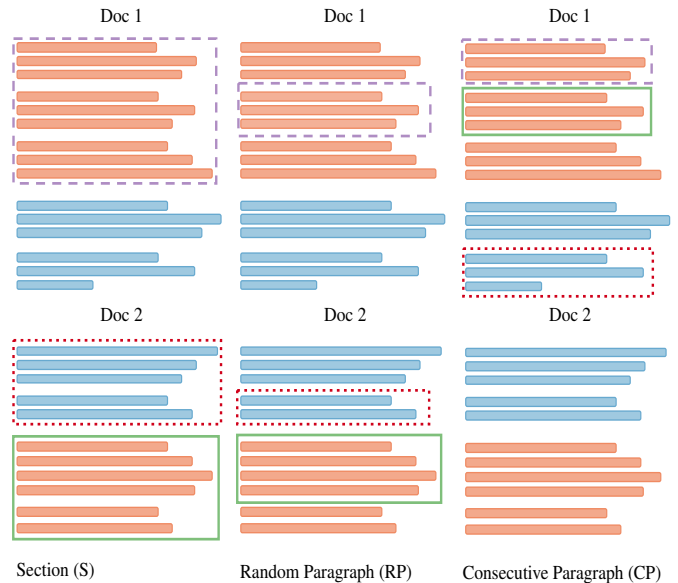 Doc 1 Doc 1 Doc 1
Doc 2 Doc 2 Doc 2
Section (S) Random Paragraph (RP) Consecutive Paragraph (CP)